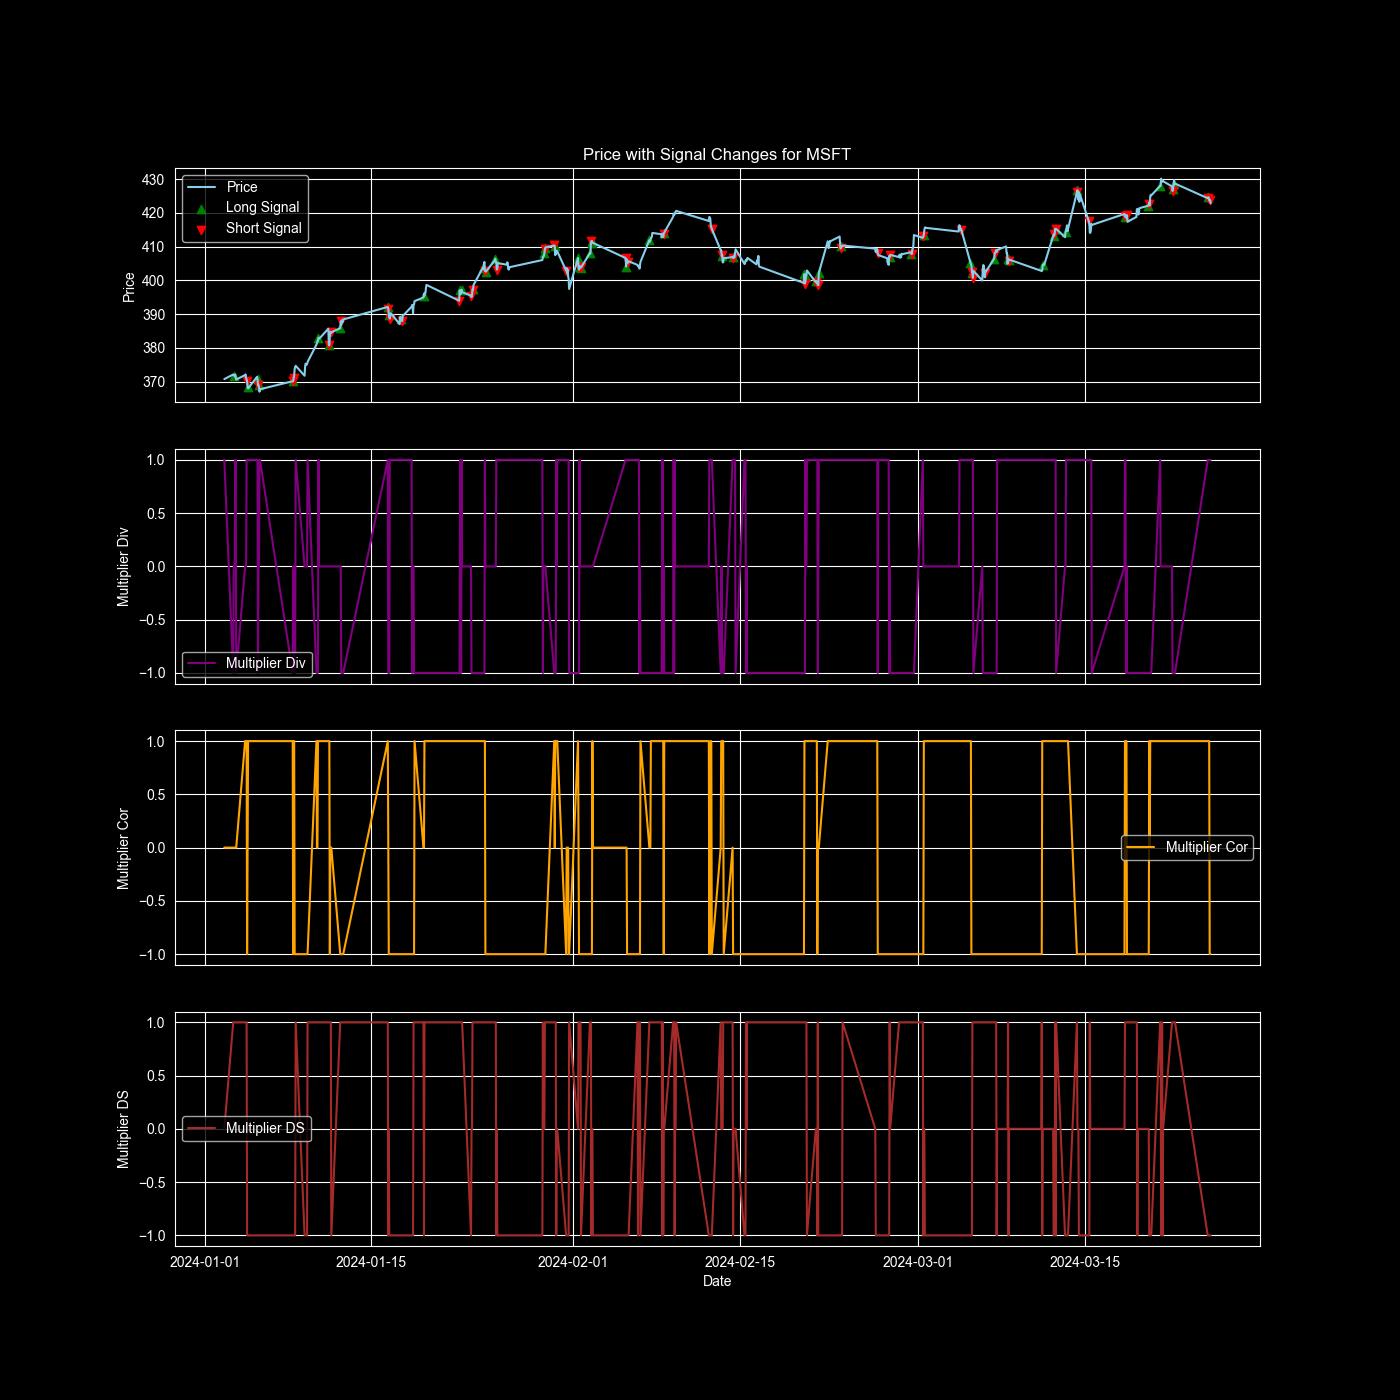 Price with Signal Changes for MSFT
430
420
410
400
390
380
370
Price
Price
Long Signal
Short Signal
1.0
0.5
0.0
−0.5
−1.0
Multiplier Div
Multiplier Div
1.0
0.5
0.0
−0.5
−1.0
Multiplier Cor
Multiplier Cor
1.0
0.5
0.0
−0.5
−1.0
Multiplier DS
Multiplier DS
2024-01-01
2024-01-15
2024-02-01
2024-02-15
2024-03-01
2024-03-15
Date